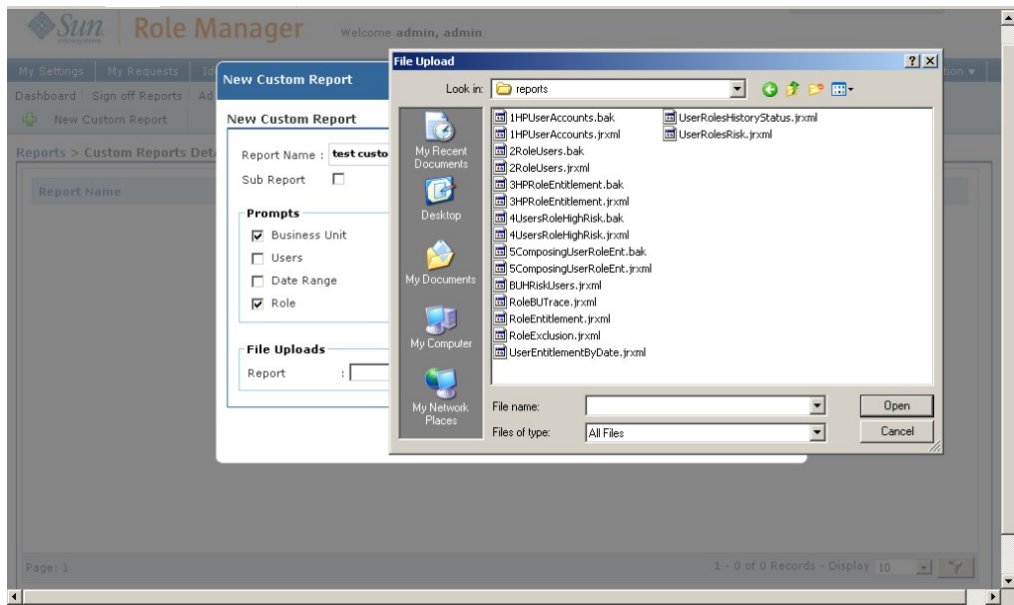 Sun
microsystems
Role Manager
Welcome admin, admin
My Settings
My Requests
tion
Dashboard
Sign off Reports
Ad
New Custom Report
Reports > Custom Reports Det
Report Name
New Custom Report
New Custom Report
Report Name :
test custo
Sub Report
Prompts
Business Unit
Users
Date Range
Role
File Uploads
Report :
File Upload
Look in:
reports
My Recent
Documents
Desktop
My Documents
My Computer
My Network
Places
1HPUserAccounts.bak
1HPUserAccounts.jrxml
2RoleUsers.bak
2RoleUsers.jrxml
3HPRoleEntitlement.bak
3HPRoleEntitlement.jrxml
4UsersRoleHighRisk.bak
4UsersRoleHighRisk.jrxml
5ComposingUserRoleEnt.bak
5ComposingUserRoleEnt.jrxml
BUHRiskUsers.jrxml
RoleBUTrace.jrxml
RoleEntitlement.jrxml
RoleExclusion.jrxml
UserEntitlementByDate.jrxml
UserRolesHistoryStatus.jrxml
UserRolesRisk.jrxml
File name:
Open
Files of type:
All Files
Cancel
Page: 1
1 - 0 of 0 Records - Display 10